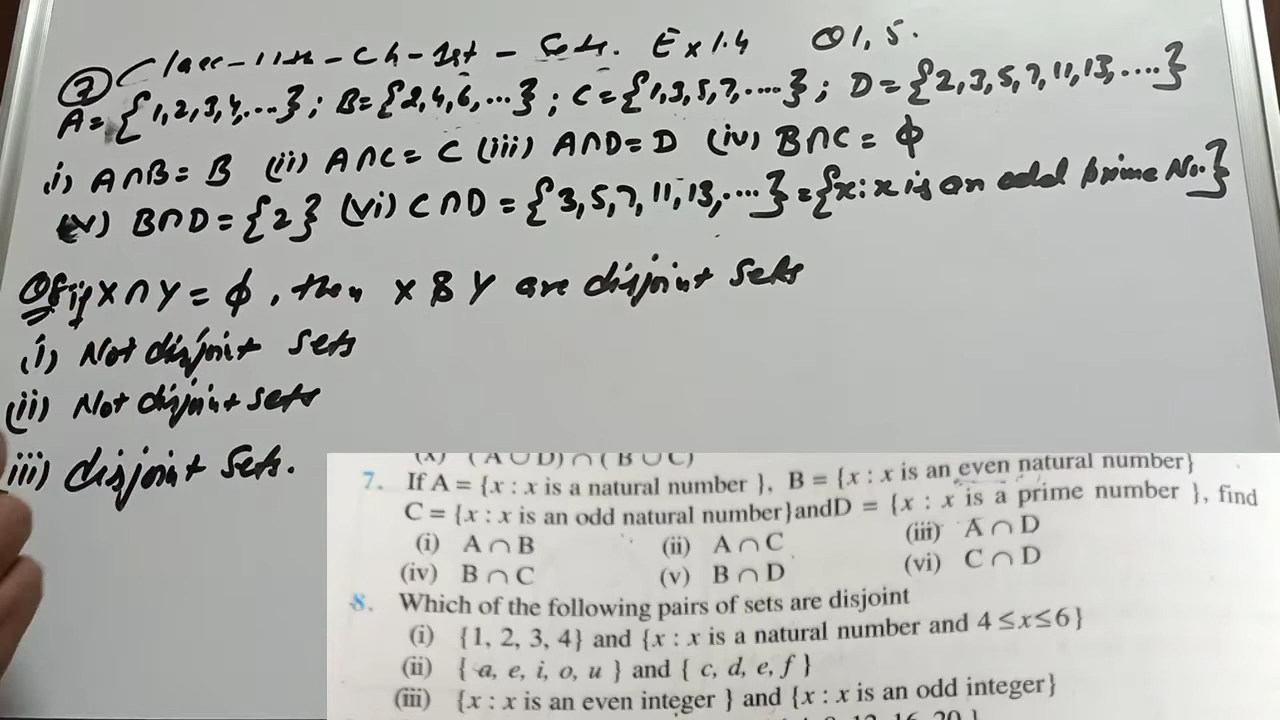 Class-11th - Ch-1st - Sets. Ex 1.4 Q1, 5.
⑦ A = {1,2,3,4,....}; B={2,4,6,...}; C={1,3,5,7,.....}; D={2,3,5,7,11,13,.....}
(i) A∩B = B (ii) A∩C = C (iii) A∩D = D (iv) B∩C = ϕ
(v) B∩D = {2} (vi) C∩D = {3,5,7,11,13,....} = {x:x is an odd prime No.}
Q8 if X∩Y = ϕ, then X & Y are disjoint sets
(i) Not disjoint sets
(ii) Not disjoint sets
iii) disjoint sets.
(x) (A∪D)∩(B∪C)
7. If A = {x : x is a natural number }, B = {x : x is an even natural number}
C = {x : x is an odd natural number}andD = {x : x is a prime number }, find
(i) A∩B (ii) A∩C (iii) A∩D
(iv) B∩C (v) B∩D (vi) C∩D
8. Which of the following pairs of sets are disjoint
(i) {1, 2, 3, 4} and {x : x is a natural number and 4 ≤ x ≤ 6}
(ii) { a, e, i, o, u } and { c, d, e, f }
(iii) {x : x is an even integer } and {x : x is an odd integer}